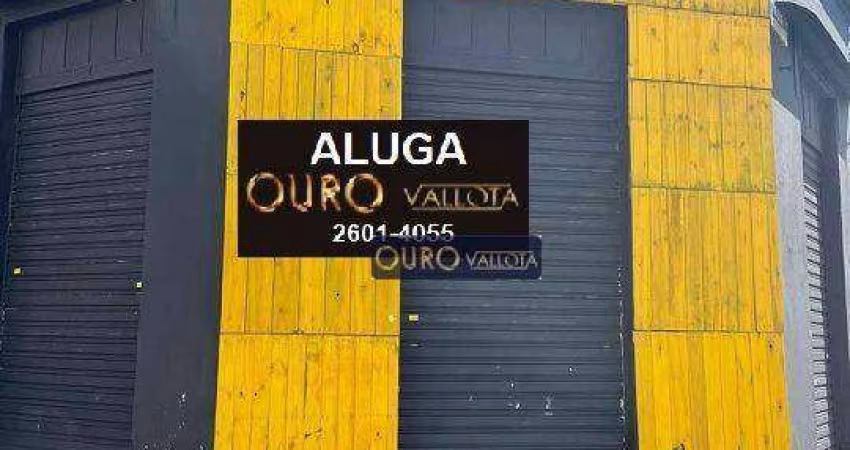 ALUGA
OURO VALLOTA
2601-4055
OURO VALLOTA